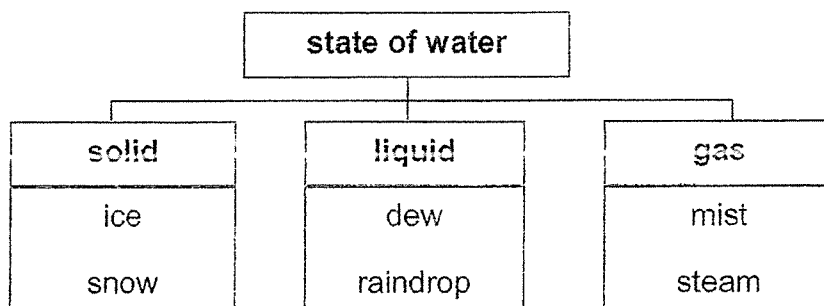 state of water
solid liquid gas
ice dew mist
snow raindrop steam